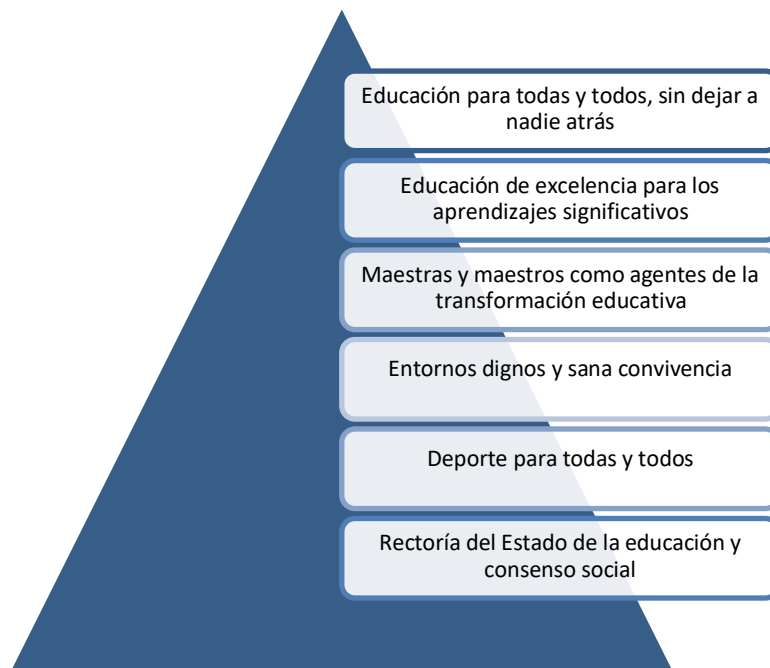 Educación para todas y todos, sin dejar a
nadie atrás
Educación de excelencia para los
aprendizajes significativos
Maestras y maestros como agentes de la
transformación educativa
Entornos dignos y sana convivencia
Deporte para todas y todos
Rectoría del Estado de la educación y
consenso social